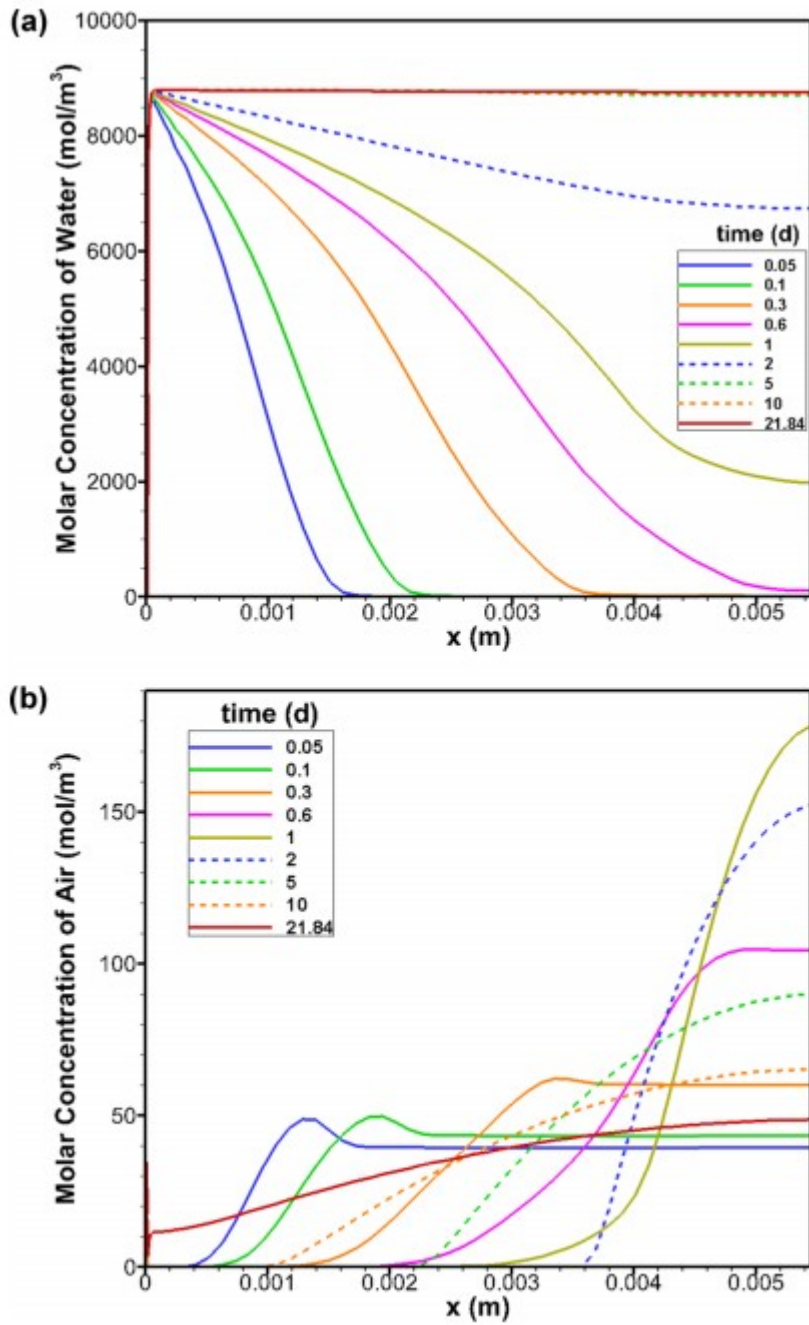 (a)
Molar Concentration of Water (mol/m³)
10000
8000
6000
4000
2000
0
time (d)
0.05
0.1
0.3
0.6
1
2
5
10
21.84
0 0.001 0.002 0.003 0.004 0.005
x (m)
(b)
Molar Concentration of Air (mol/m³)
150
100
50
0
time (d)
0.05
0.1
0.3
0.6
1
2
5
10
21.84
0 0.001 0.002 0.003 0.004 0.005
x (m)